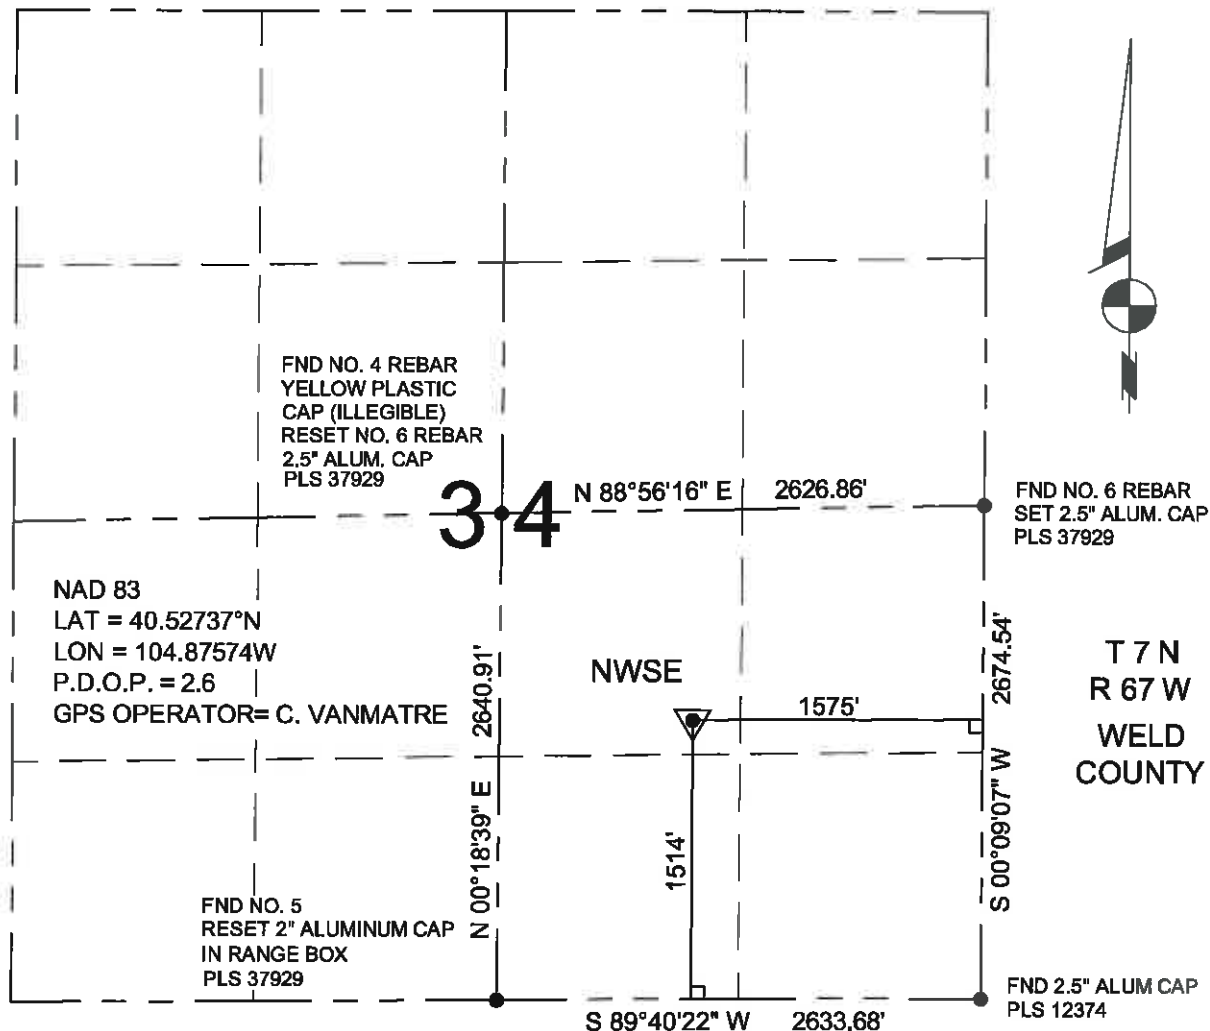 FND NO. 4 REBAR
YELLOW PLASTIC
CAP (ILLEGIBLE)
RESET NO. 6 REBAR
2.5" ALUM. CAP
PLS 37929
34
N 88°56'16" E 2626.86'
FND NO. 6 REBAR
SET 2.5" ALUM. CAP
PLS 37929
NAD 83
LAT = 40.52737°N
LON = 104.87574W
P.D.O.P. = 2.6
GPS OPERATOR= C. VANMATRE
N 00°18'39" E 2640.91'
NWSE
1575'
1514'
S 00°09'07" W 2674.54'
T 7 N
R 67 W
WELD
COUNTY
FND NO. 5
RESET 2" ALUMINUM CAP
IN RANGE BOX
PLS 37929
FND 2.5" ALUM CAP
PLS 12374
S 89°40'22" W 2633.68'